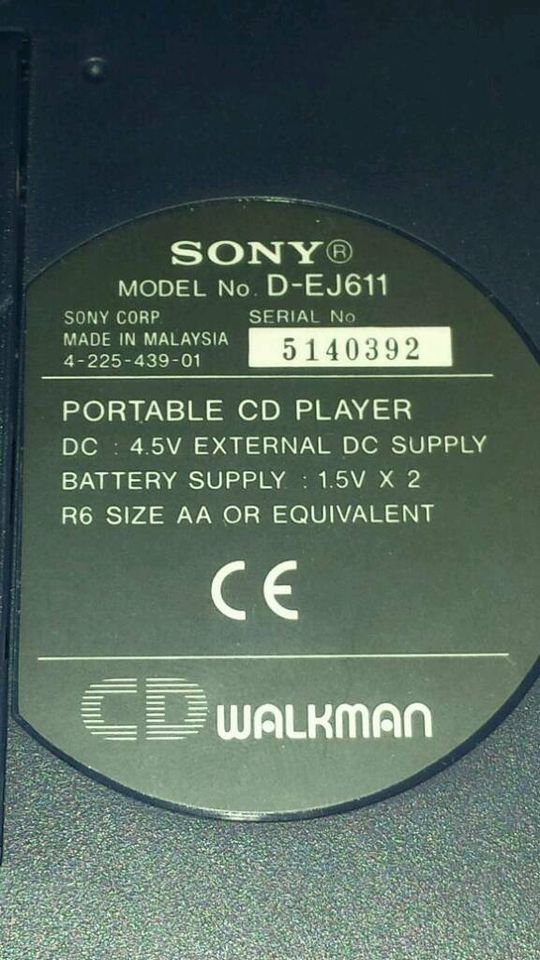 SONY®
MODEL No. D-EJ611
SONY CORP
MADE IN MALAYSIA
4-225-439-01
SERIAL No
5140392
PORTABLE CD PLAYER
DC : 4.5V EXTERNAL DC SUPPLY
BATTERY SUPPLY : 1.5V X 2
R6 SIZE AA OR EQUIVALENT
CE
CD WALKMAN